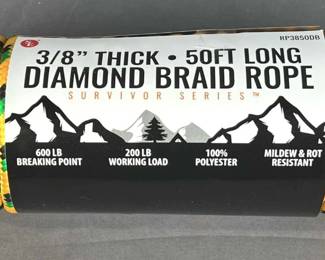 RP3850DB
3/8" THICK • 50FT LONG
DIAMOND BRAID ROPE
SURVIVOR SERIES™
600 LB
BREAKING POINT
200 LB
WORKING LOAD
100%
POLYESTER
MILDEW & ROT
RESISTANT